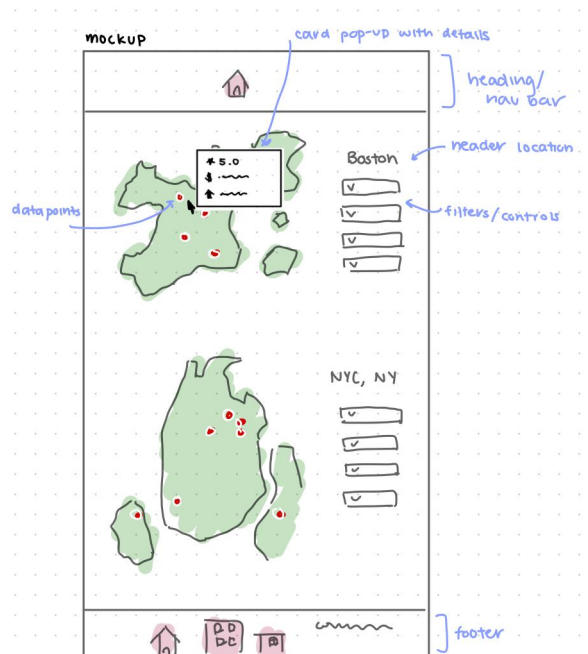 mockup
card pop-up with details
heading/
nav bar
* 5.0
Boston
header location
datapoints
filters/controls
NYC, NY
footer